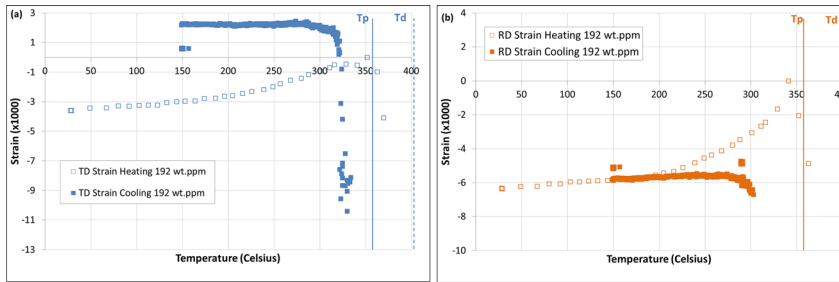 (a)
Tp
Td
3
1
-1
-3
-5
-7
-9
-11
-13
0
50
100
150
200
250
300
350
400
Strain (x1000)
TD Strain Heating 192 wt.ppm
TD Strain Cooling 192 wt.ppm
Temperature (Celsius)
(b)
Tp
Td
4
2
0
-2
-4
-6
-8
-10
0
50
100
150
200
250
300
350
400
Strain (x1000)
RD Strain Heating 192 wt.ppm
RD Strain Cooling 192 wt.ppm
Temperature (Celsius)